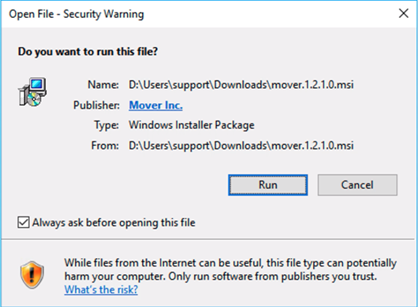 Open File - Security Warning
Do you want to run this file?
Name: D:\Users\support\Downloads\mover.1.2.1.0.msi
Publisher: Mover Inc.
Type: Windows Installer Package
From: D:\Users\support\Downloads\mover.1.2.1.0.msi
Run Cancel
Always ask before opening this file
While files from the Internet can be useful, this file type can potentially
harm your computer. Only run software from publishers you trust.
What's the risk?